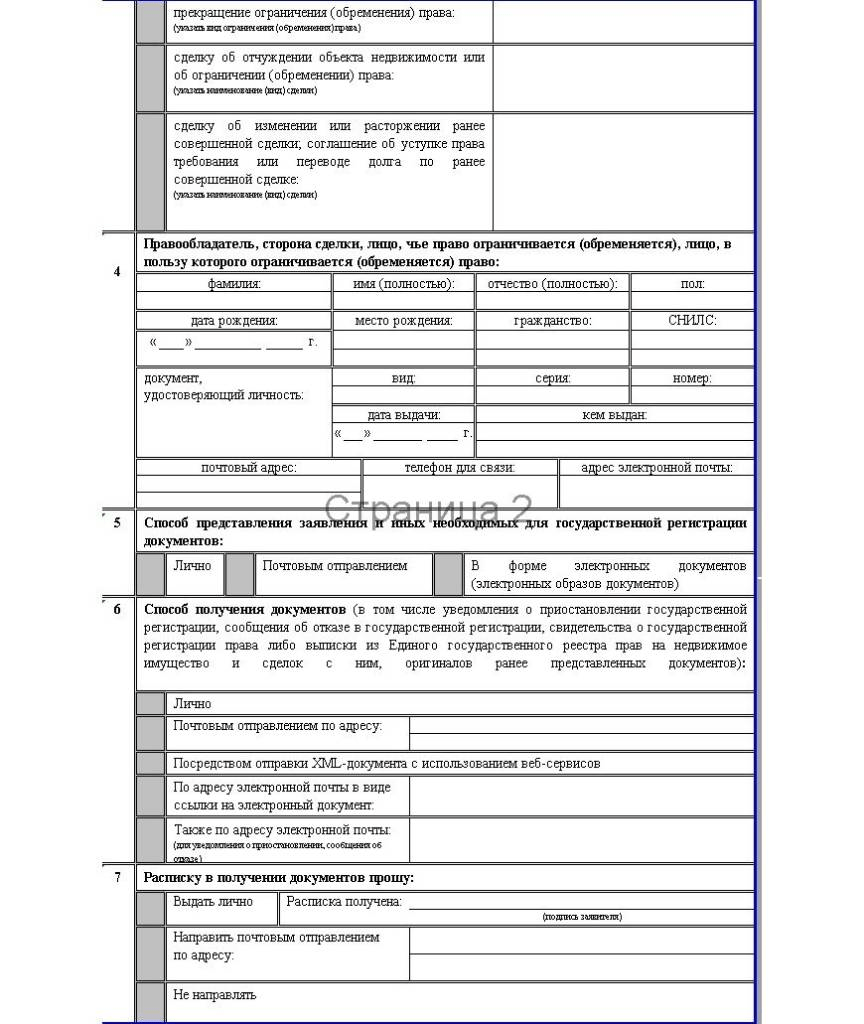 прекращение ограничения (обременения) права:
(указать вид ограничения (обременения) права)
сделку об отчуждении объекта недвижимости или
об ограничении (обременении) права:
(указать наименование (вид) сделки)
сделку об изменении или расторжении ранее
совершенной сделки; соглашение об уступке права
требования или переводе долга по ранее
совершенной сделке:
(указать наименование (вид) сделки)
4
Правообладатель, сторона сделки, лицо, чье право ограничивается (обременяется), лицо, в
пользу которого ограничивается (обременяется) право:
фамилия: имя (полностью): отчество (полностью): пол:
дата рождения: место рождения: гражданство: СНИЛС:
«___» __________ _____ г.
документ, вид: серия: номер:
удостоверяющий личность:
дата выдачи: кем выдан:
«___» _______ ____ г.
почтовый адрес: телефон для связи: адрес электронной почты:
Страница 2
5 Способ представления заявления и иных необходимых для государственной регистрации
документов:
Лично Почтовым отправлением В форме электронных документов
(электронных образов документов)
6 Способ получения документов (в том числе уведомления о приостановлении государственной
регистрации, сообщения об отказе в государственной регистрации, свидетельства о государственной
регистрации права либо выписки из Единого государственного реестра прав на недвижимое
имущество и сделок с ним, оригиналов ранее представленных документов):
Лично
Почтовым отправлением по адресу:
Посредством отправки XML-документа с использованием веб-сервисов
По адресу электронной почты в виде
ссылки на электронный документ:
Также по адресу электронной почты:
(для уведомления о приостановлении, сообщения об
отказе)
7 Расписку в получении документов прошу:
Выдать лично Расписка получена:
(подпись заявителя)
Направить почтовым отправлением
по адресу:
Не направлять